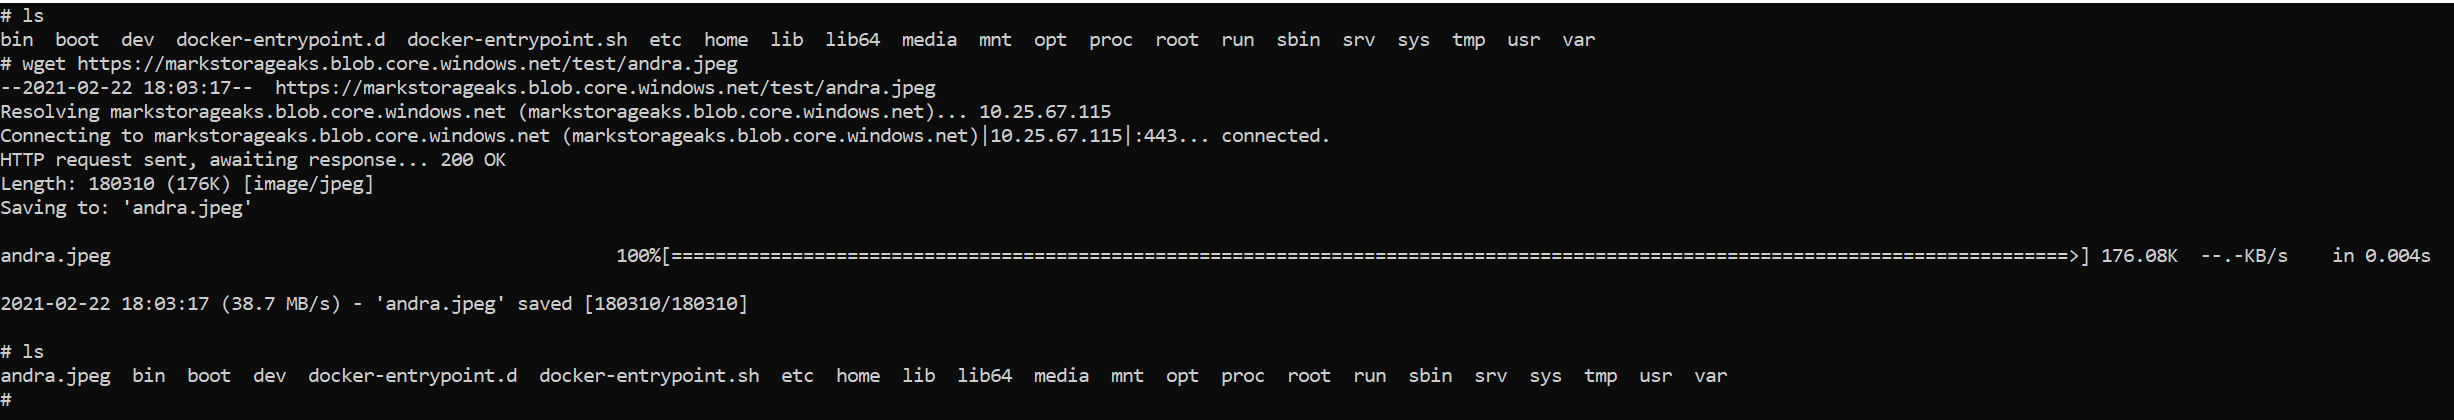 # ls
bin  boot  dev  docker-entrypoint.d  docker-entrypoint.sh  etc  home  lib  lib64  media  mnt  opt  proc  root  run  sbin  srv  sys  tmp  usr  var
# wget https://markstorageaks.blob.core.windows.net/test/andra.jpeg
--2021-02-22 18:03:17--  https://markstorageaks.blob.core.windows.net/test/andra.jpeg
Resolving markstorageaks.blob.core.windows.net (markstorageaks.blob.core.windows.net)... 10.25.67.115
Connecting to markstorageaks.blob.core.windows.net (markstorageaks.blob.core.windows.net)|10.25.67.115|:443... connected.
HTTP request sent, awaiting response... 200 OK
Length: 180310 (176K) [image/jpeg]
Saving to: 'andra.jpeg'
andra.jpeg 100%[===============================================================================================================================>] 176.08K  --.-KB/s    in 0.004s
2021-02-22 18:03:17 (38.7 MB/s) - 'andra.jpeg' saved [180310/180310]
# ls
andra.jpeg  bin  boot  dev  docker-entrypoint.d  docker-entrypoint.sh  etc  home  lib  lib64  media  mnt  opt  proc  root  run  sbin  srv  sys  tmp  usr  var
#